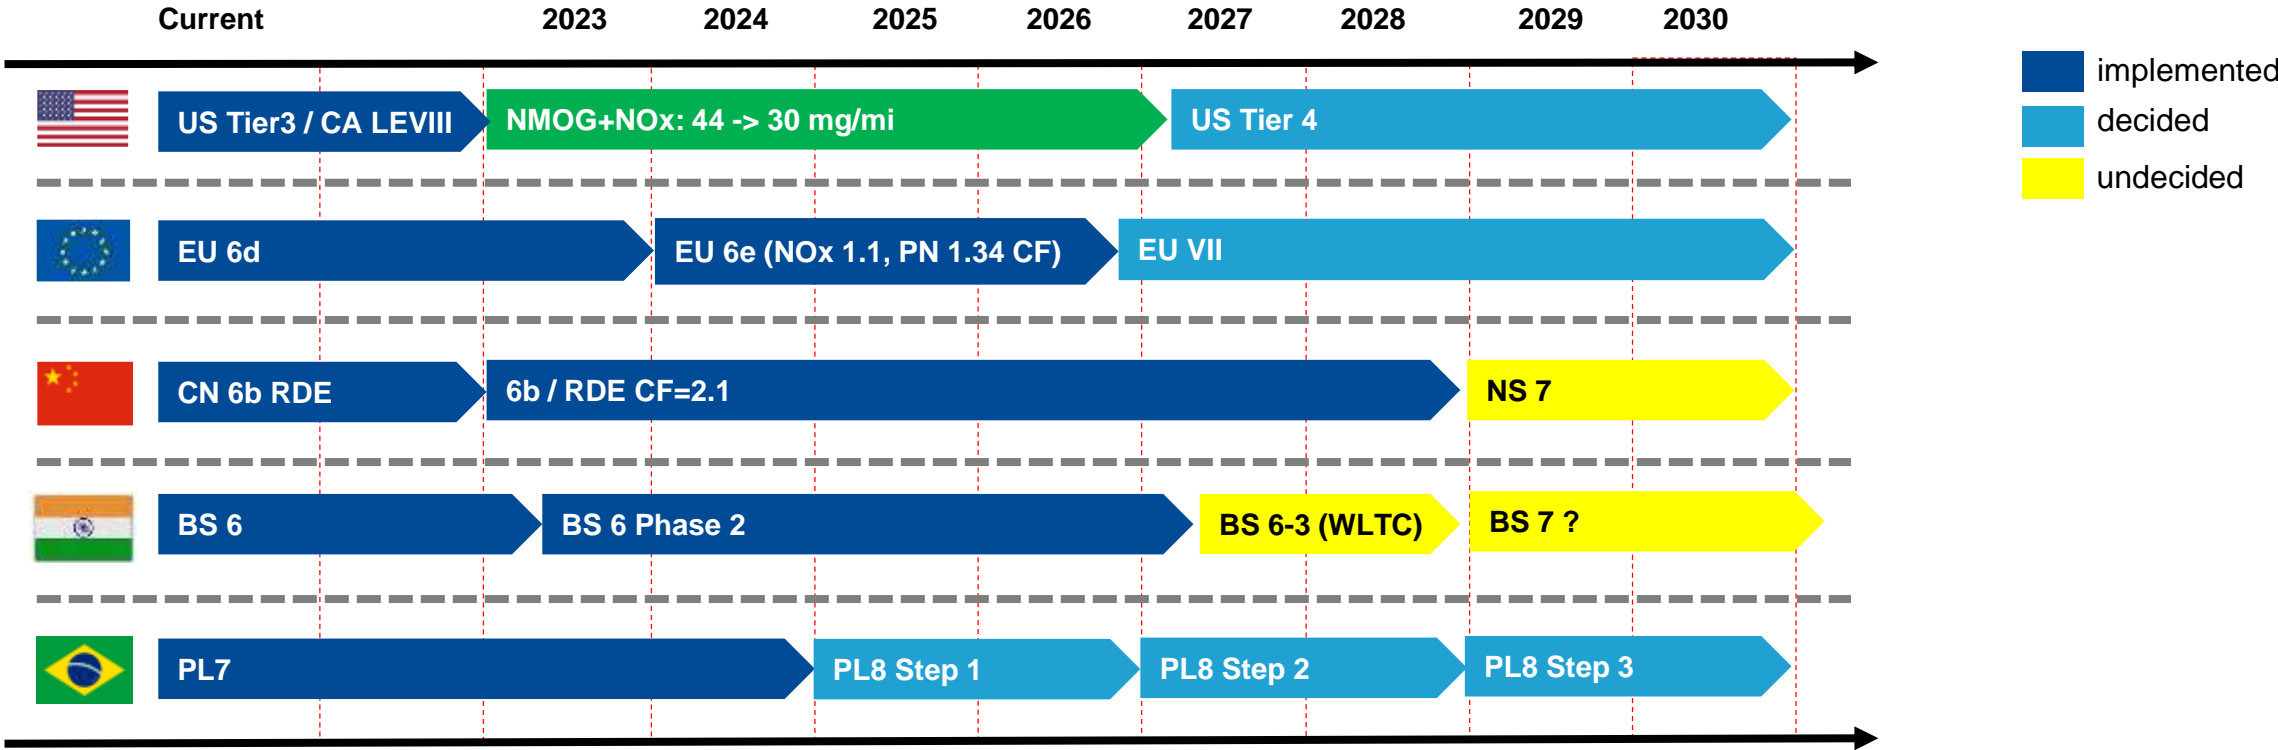 Current 2023 2024 2025 2026 2027 2028 2029 2030
implemented
decided
undecided
US Tier3 / CA LEVIII
NMOG+NOx: 44 -> 30 mg/mi
US Tier 4
EU 6d
EU 6e (NOx 1.1, PN 1.34 CF)
EU VII
CN 6b RDE
6b / RDE CF=2.1
NS 7
BS 6
BS 6 Phase 2
BS 6-3 (WLTC)
BS 7 ?
PL7
PL8 Step 1
PL8 Step 2
PL8 Step 3